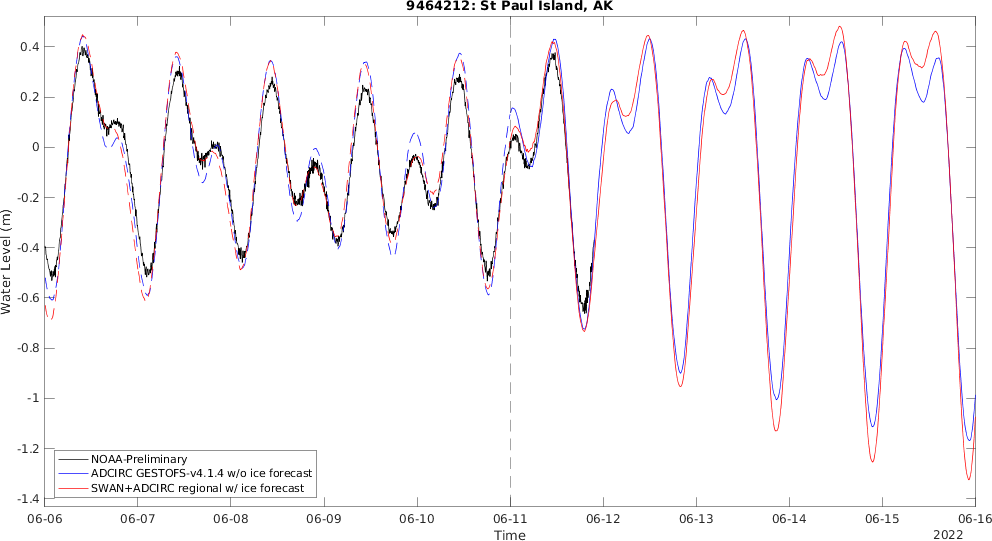 9464212: St Paul Island, AK
Water Level (m)
0.4
0.2
0
-0.2
-0.4
-0.6
-0.8
-1
-1.2
-1.4
NOAA-Preliminary
ADCIRC GESTOFS-v4.1.4 w/o ice forecast
SWAN+ADCIRC regional w/ ice forecast
06-06 06-07 06-08 06-09 06-10 06-11 06-12 06-13 06-14 06-15 06-16
Time
2022